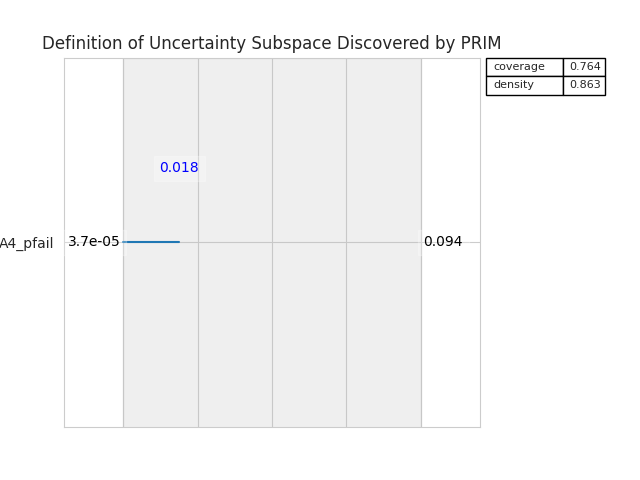 Definition of Uncertainty Subspace Discovered by PRIM
coverage 0.764
density 0.863
0.018
A4_pfail 3.7e-05 0.094